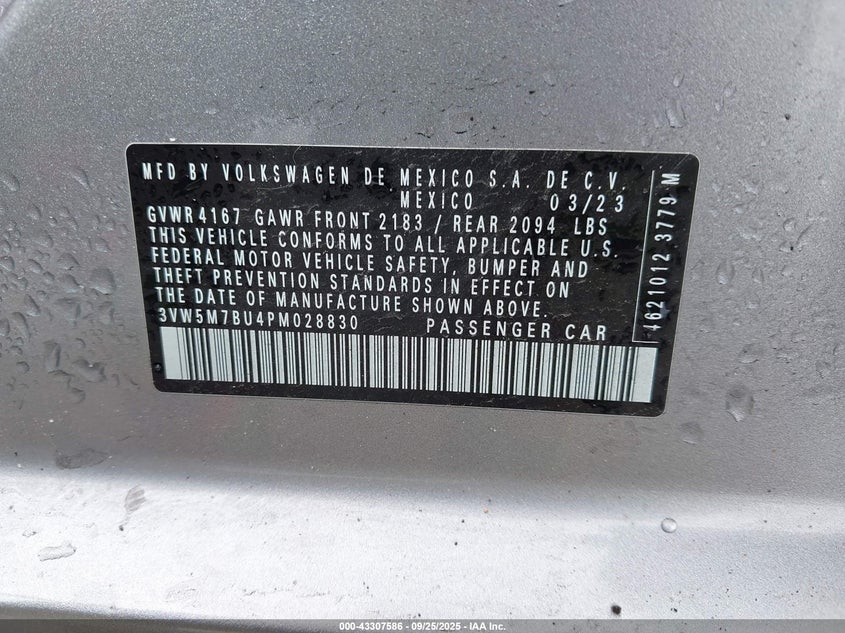 MFD BY VOLKSWAGEN DE MEXICO S.A. DE C.V.
MEXICO 03/23
GVWR 4167 GAWR FRONT 2183 / REAR 2094 LBS
THIS VEHICLE CONFORMS TO ALL APPLICABLE U.S.
FEDERAL MOTOR VEHICLE SAFETY, BUMPER AND
THEFT PREVENTION STANDARDS IN EFFECT ON
THE DATE OF MANUFACTURE SHOWN ABOVE.
3VW5M7BU4PM028830 PASSENGER CAR
4621012 3779 M
000-43307586 - 09/25/2025 - IAA Inc.